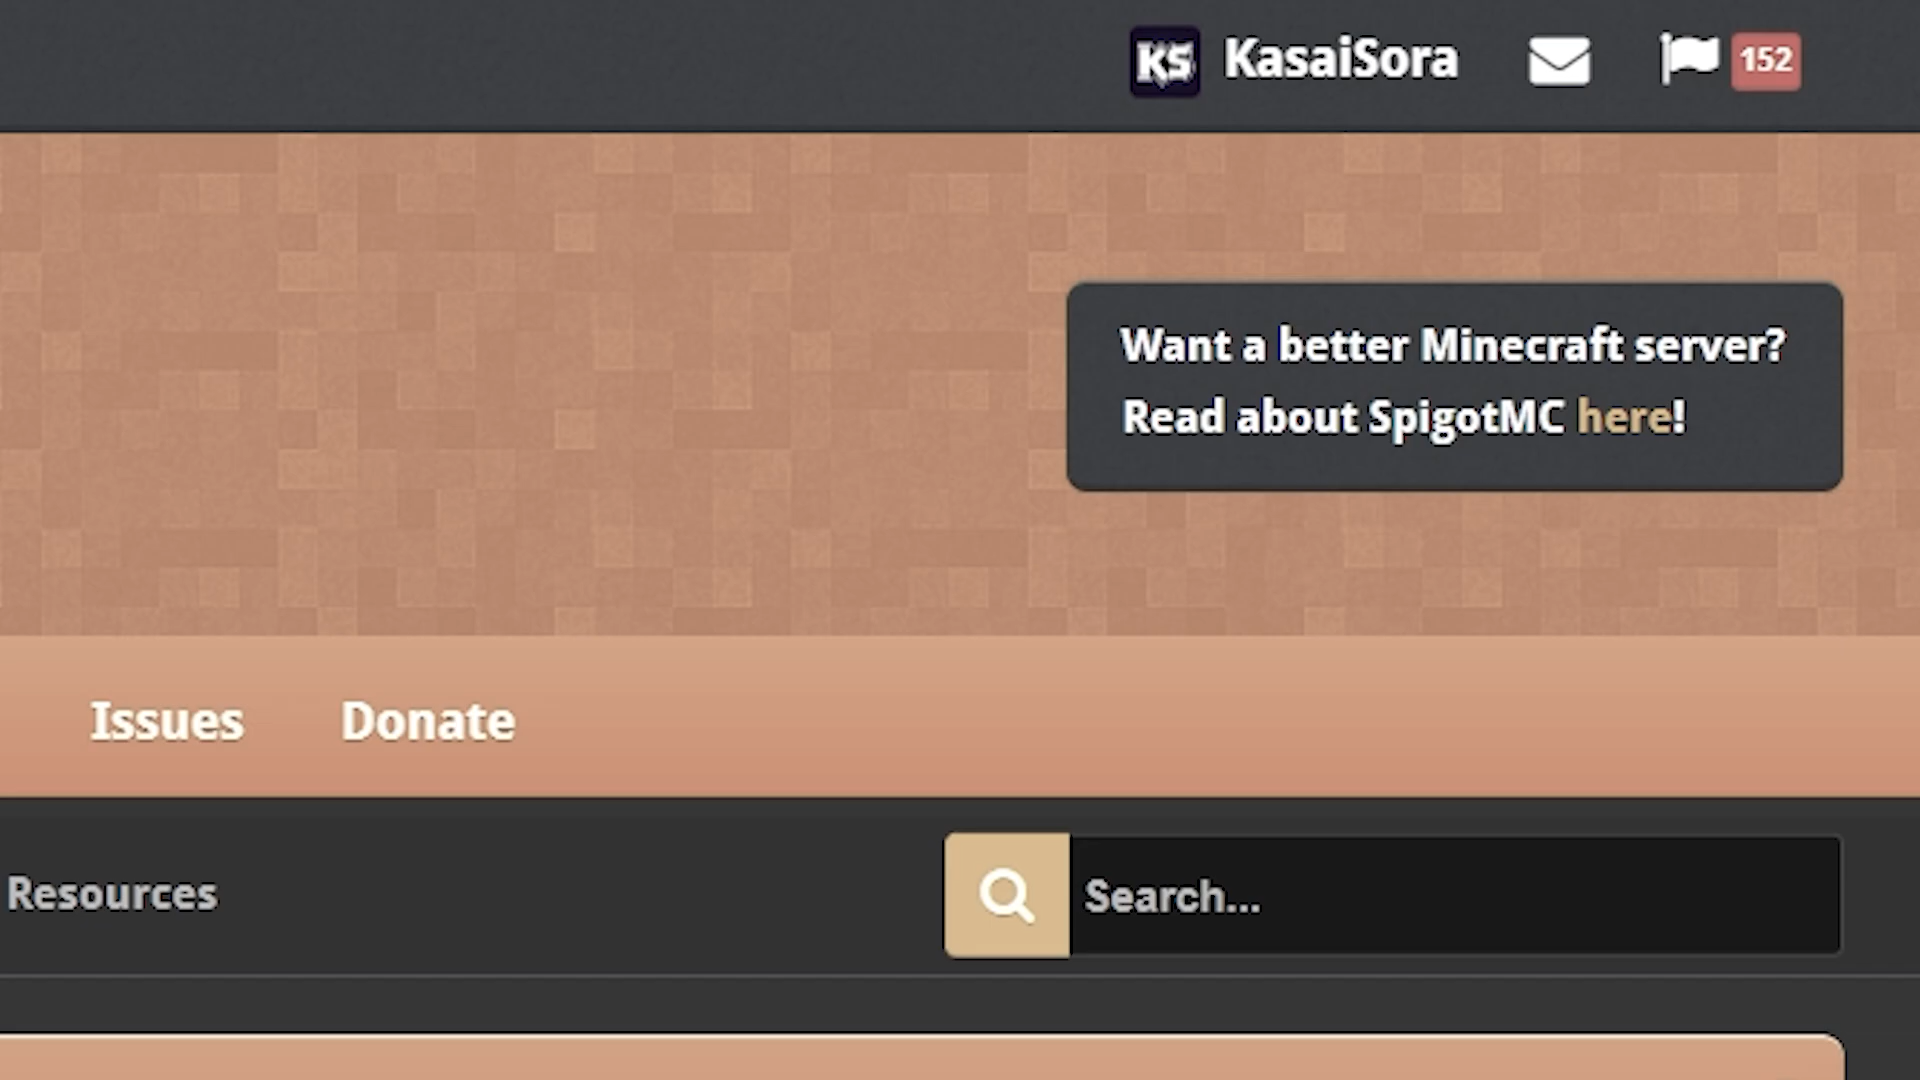 KS KasaiSora 152
Want a better Minecraft server?
Read about SpigotMC here!
Issues Donate
Resources Search...